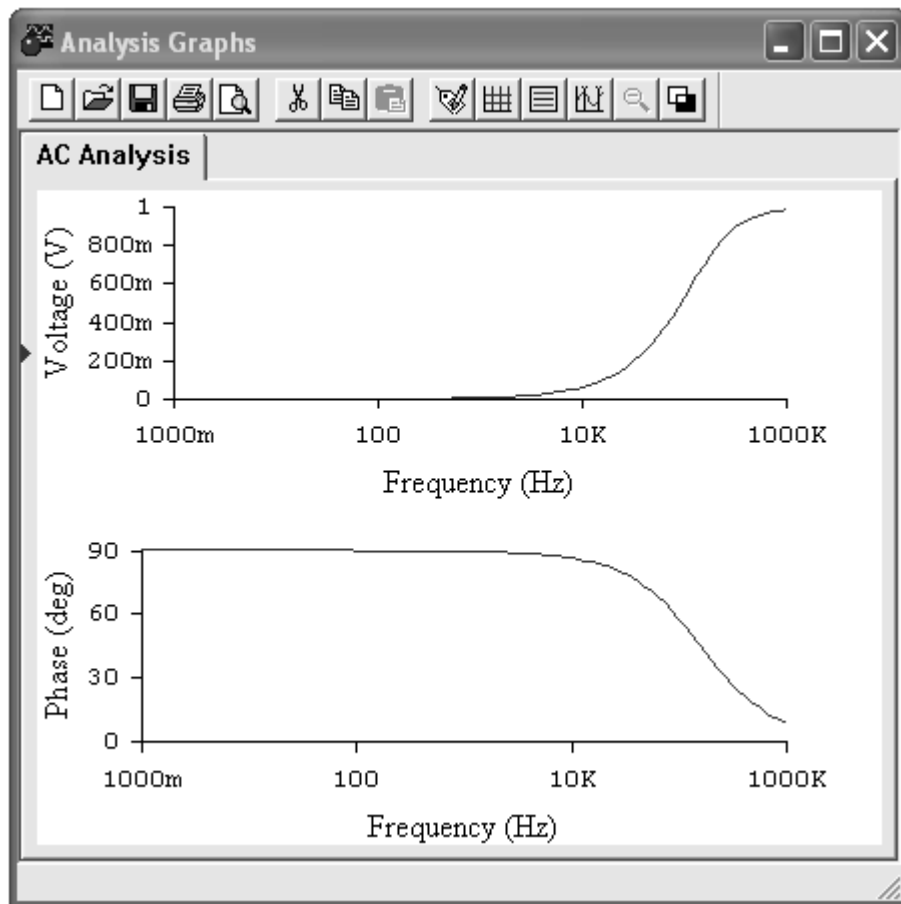 Analysis Graphs
AC Analysis
Voltage (V)
1
800m
600m
400m
200m
0
1000m 100 10K 1000K
Frequency (Hz)
Phase (deg)
90
60
30
0
1000m 100 10K 1000K
Frequency (Hz)